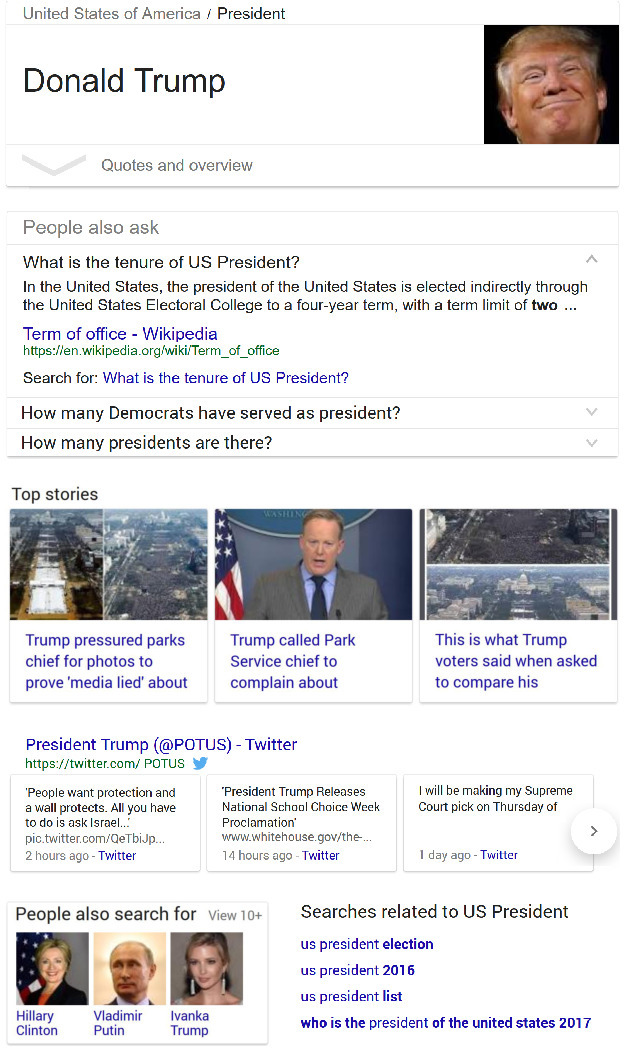 United States of America / President
Donald Trump
Quotes and overview
People also ask
What is the tenure of US President?
In the United States, the president of the United States is elected indirectly through
the United States Electoral College to a four-year term, with a term limit of two ...
Term of office - Wikipedia
https://en.wikipedia.org/wiki/Term_of_office
Search for: What is the tenure of US President?
How many Democrats have served as president?
How many presidents are there?
Top stories
WASHING
Trump pressured parks
chief for photos to
prove 'media lied' about
Trump called Park
Service chief to
complain about
This is what Trump
voters said when asked
to compare his
President Trump (@POTUS) - Twitter
https://twitter.com/ POTUS
'People want protection and
a wall protects. All you have
to do is ask Israel...'
pic.twitter.com/QeTbiJp...
2 hours ago - Twitter
'President Trump Releases
National School Choice Week
Proclamation'
www.whitehouse.gov/the-...
14 hours ago - Twitter
I will be making my Supreme
Court pick on Thursday of
1 day ago - Twitter
People also search for View 10+
Hillary
Clinton
Vladimir
Putin
Ivanka
Trump
Searches related to US President
us president election
us president 2016
us president list
who is the president of the united states 2017